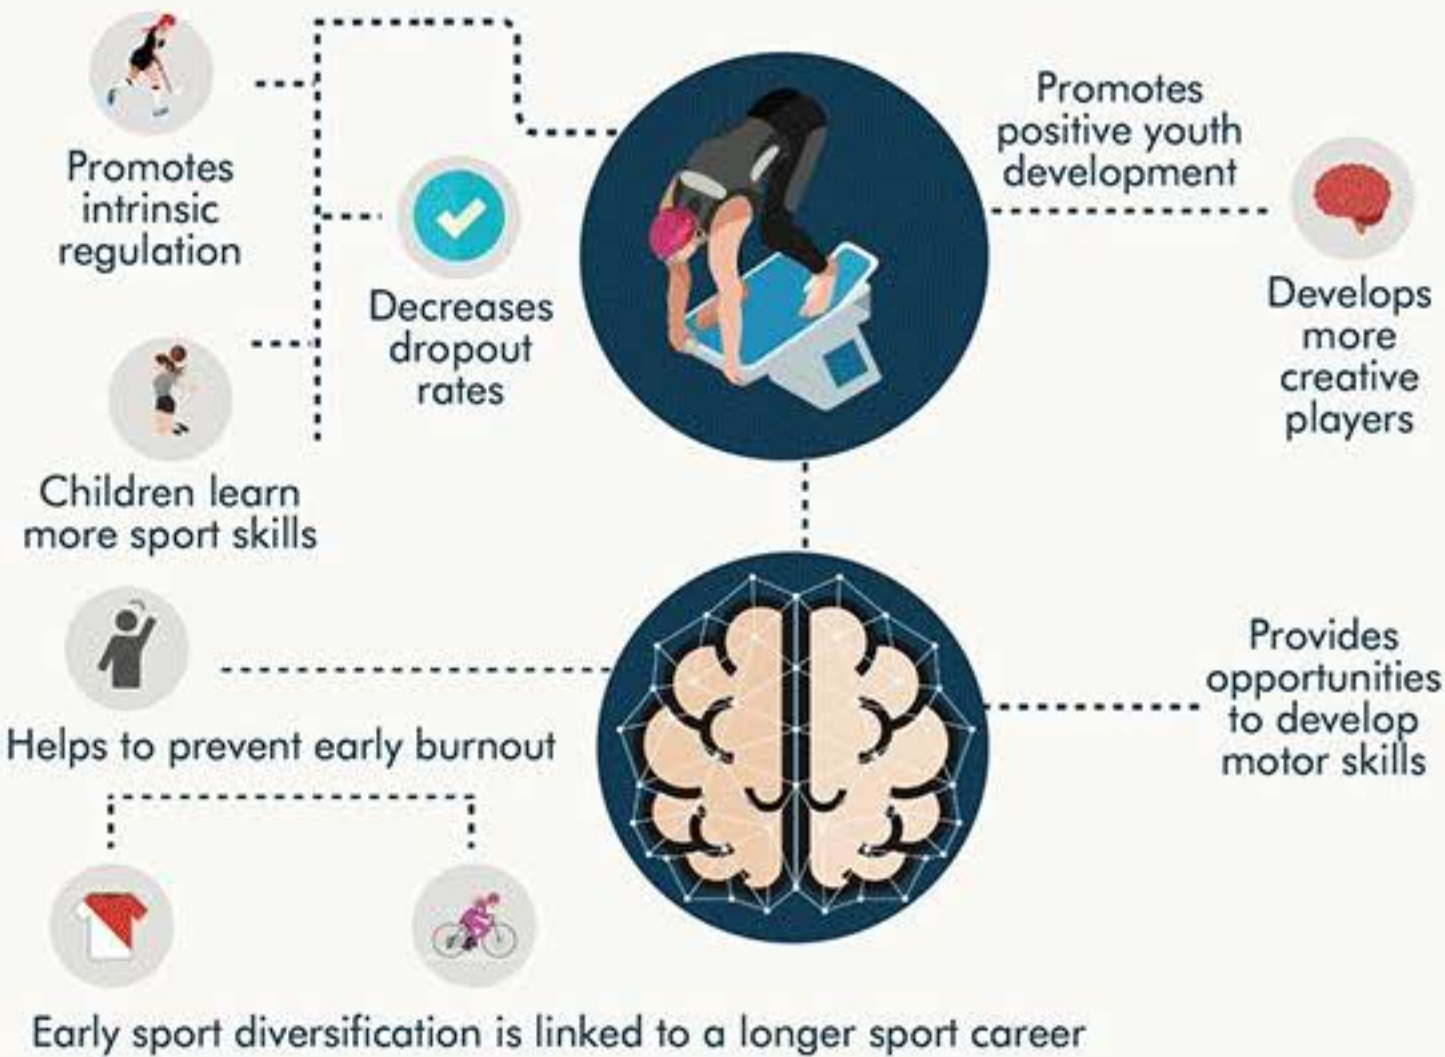 Promotes
intrinsic
regulation
Decreases
dropout
rates
Children learn
more sport skills
Promotes
positive youth
development
Develops
more
creative
players
Helps to prevent early burnout
Provides
opportunities
to develop
motor skills
Early sport diversification is linked to a longer sport career